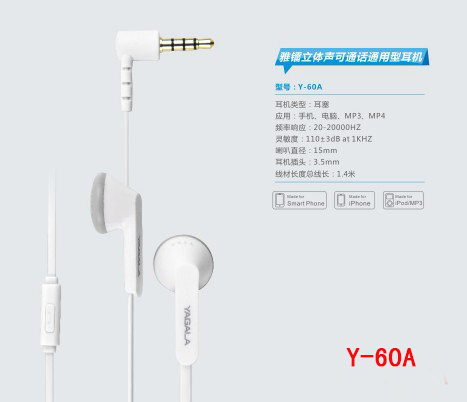 雅镭立体声可通话通用型耳机
型号：Y-60A
耳机类型：耳塞
应用：手机、电脑、MP3、MP4
频率响应：20-20000HZ
灵敏度：110±3dB at 1KHZ
喇叭直径：15mm
耳机插头：3.5mm
线材长度总线长：1.4米
Made for
Smart Phone
Made for
iPhone
Made for
iPod/MP3
YAGALA
YAGALA
Y-60A